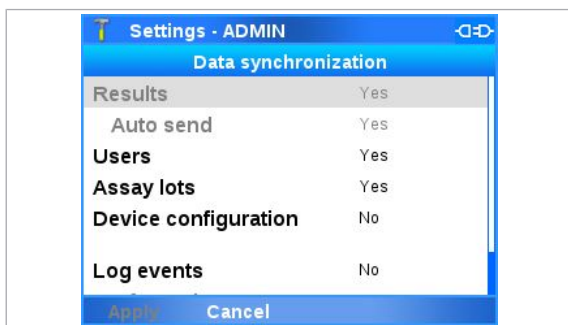 Settings - ADMIN
Data synchronization
Results Yes
Auto send Yes
Users Yes
Assay lots Yes
Device configuration No
Log events No
Apply Cancel